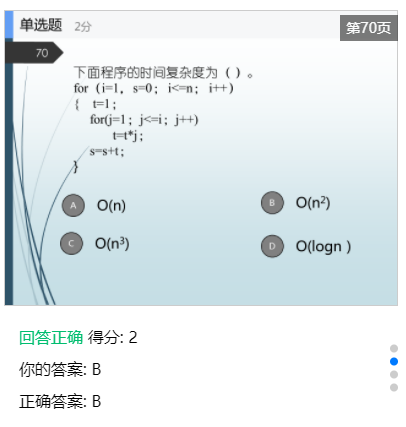 单选题 2分
第70页
70
下面程序的时间复杂度为（ ）。
for (i=1, s=0; i<=n; i++)
{ t=1;
for(j=1; j<=i; j++)
t=t*j;
s=s+t;
}
A O(n)
B O(n²)
C O(n³)
D O(logn )
回答正确 得分: 2
你的答案: B
正确答案: B